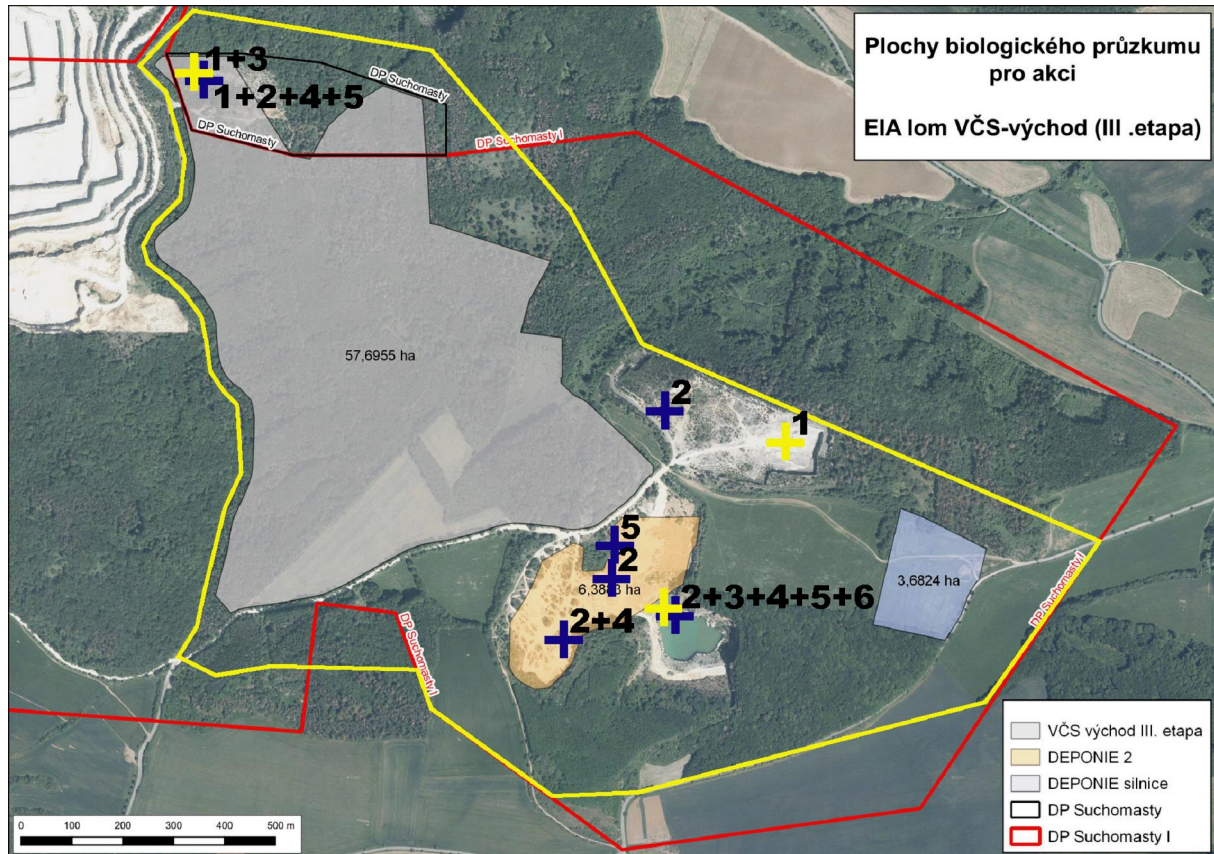 Plochy biologického průzkumu
pro akci
EIA lom VČS-východ (III .etapa)
1+3
1+2+4+5
DP Suchomasty
DP Suchomasty
DP Suchomasty I
57,6955 ha
2
1
5
2
6,3883 ha
2+3+4+5+6
2+4
3,6824 ha
DP Suchomasty I
DP Suchomasty I
VČS východ III. etapa
DEPONIE 2
DEPONIE silnice
DP Suchomasty
DP Suchomasty I
0 100 200 300 400 500 m